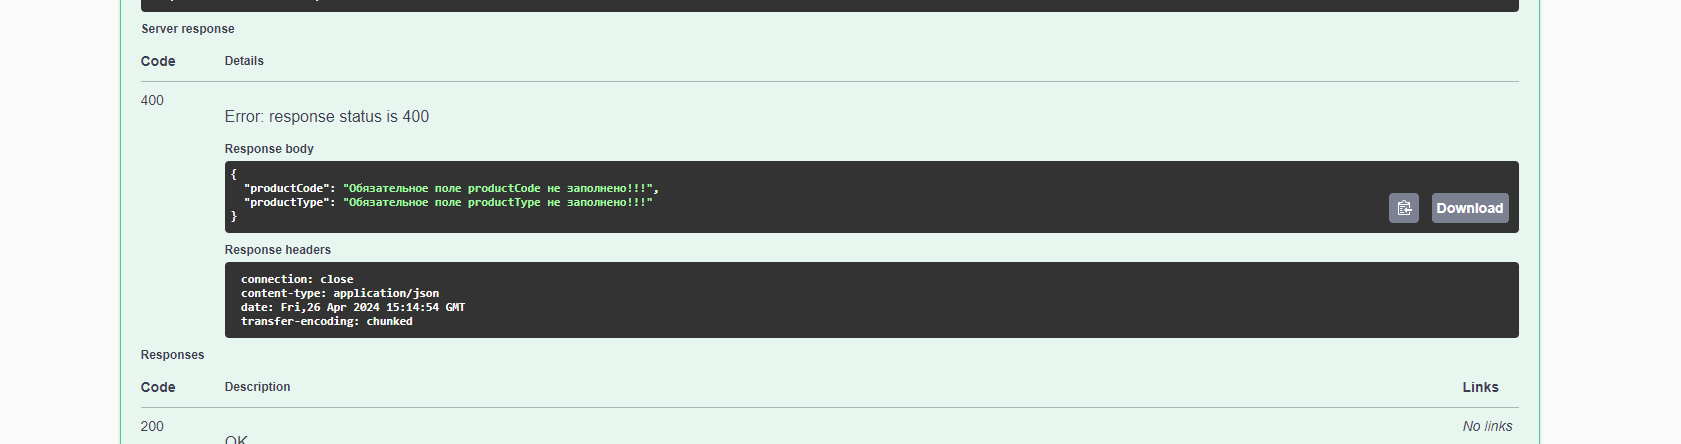 Server response
Code Details
400
Error: response status is 400
Response body
{
"productCode": "Обязательное поле productCode не заполнено!!!",
"productType": "Обязательное поле productType не заполнено!!!"
}
Download
Response headers
connection: close
content-type: application/json
date: Fri,26 Apr 2024 15:14:54 GMT
transfer-encoding: chunked
Responses
Code Description Links
200 No links
OK